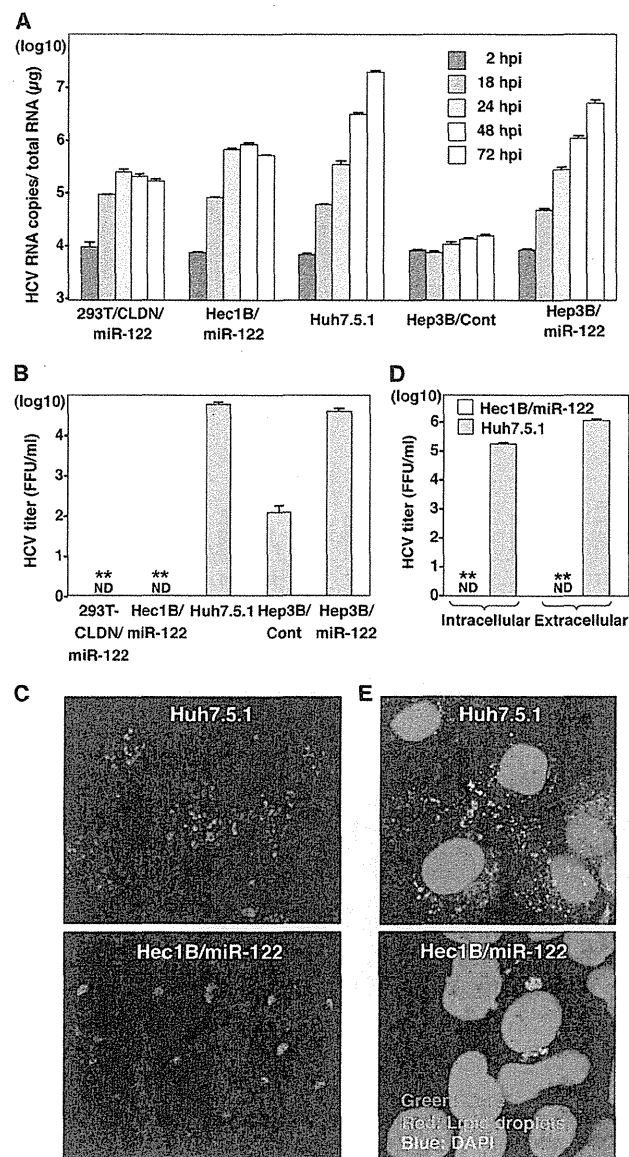 A
(log10)
HCV RNA copies/ total RNA (μg)
7
6
5
4
3
2 hpi
18 hpi
24 hpi
48 hpi
72 hpi
293T/CLDN/
miR-122
Hec1B/
miR-122
Huh7.5.1
Hep3B/Cont
Hep3B/
miR-122
B
(log10)
HCV titer (FFU/ml)
4
3
2
1
0
**
ND
**
ND
293T-
CLDN/
miR-122
Hec1B/
miR-122
Huh7.5.1
Hep3B/
Cont
Hep3B/
miR-122
D
(log10)
HCV titer (FFU/ml)
6
5
4
3
2
1
0
Hec1B/miR-122
Huh7.5.1
**
ND
**
ND
Intracellular
Extracellular
C
Huh7.5.1
Hec1B/miR-122
E
Huh7.5.1
Hec1B/miR-122
Green
Red: Lipid droplets
Blue: DAPI